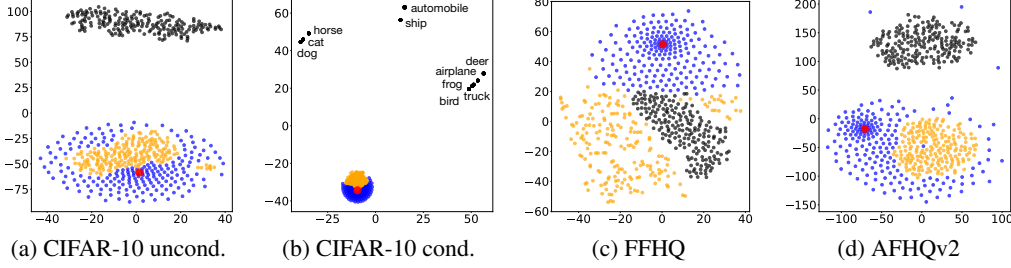 100
75
50
25
0
−25
−50
−75
−40 −20 0 20 40
(a) CIFAR-10 uncond.
60
40
20
0
−20
−40
−25 0 25 50
automobile
ship
horse
cat
dog
deer
airplane
frog
truck
bird
(b) CIFAR-10 cond.
80
60
40
20
0
−20
−40
−60
−40 −20 0 20 40
(c) FFHQ
200
150
100
50
0
−50
−100
−150
−100 −50 0 50 100
(d) AFHQv2